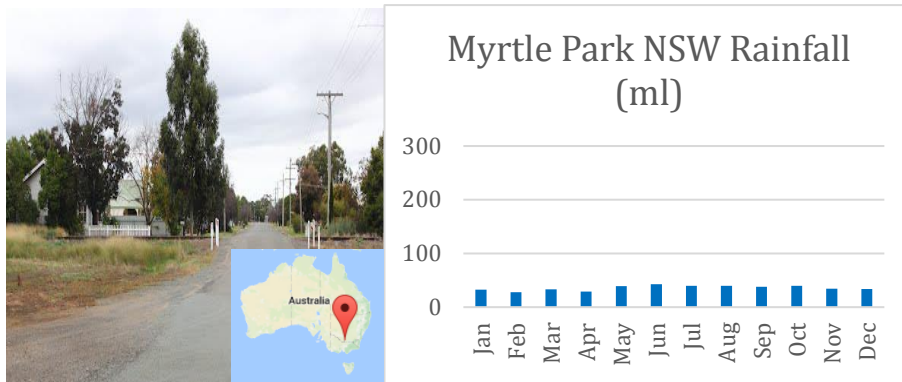 Australia
Myrtle Park NSW Rainfall
(ml)
300
200
100
0
Jan
Feb
Mar
Apr
May
Jun
Jul
Aug
Sep
Oct
Nov
Dec